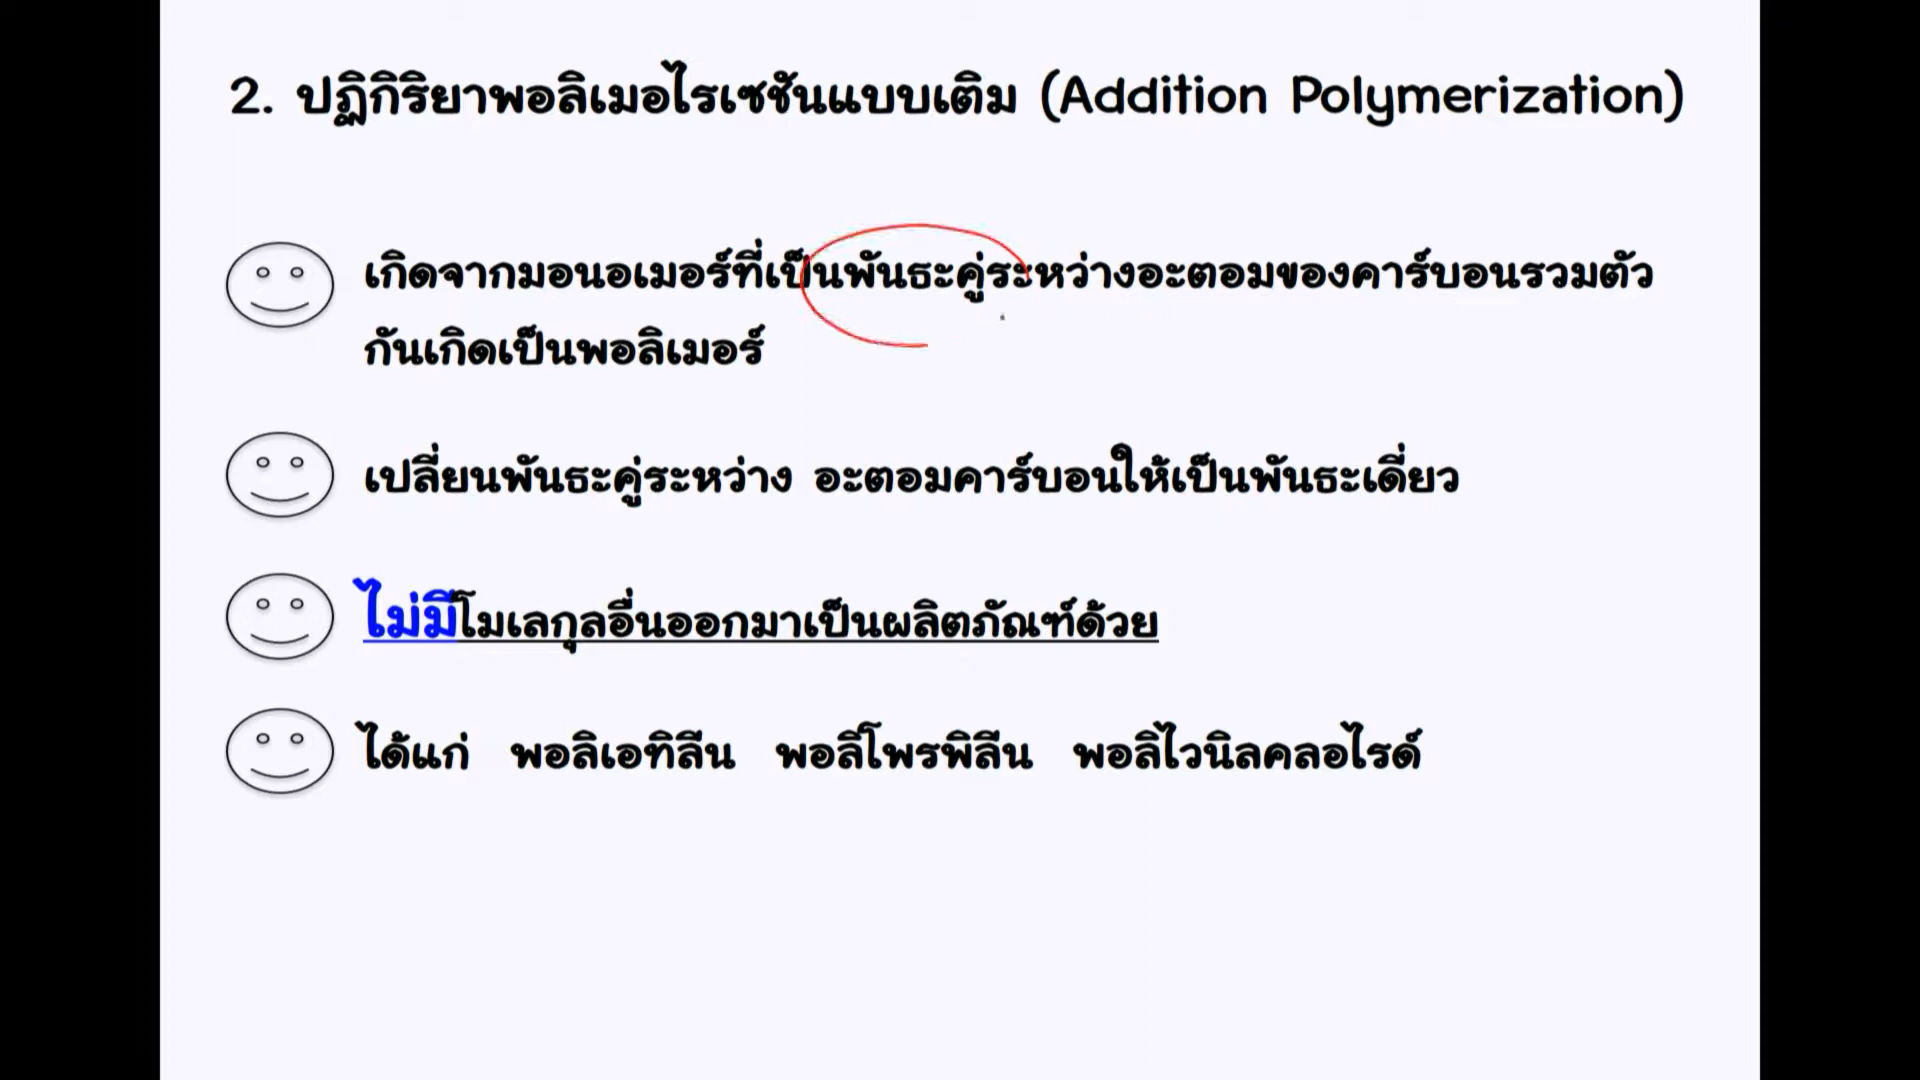 2. ปฏิกิริยาพอลิเมอไรเซชันแบบเติม (Addition Polymerization)
เกิดจากมอนอเมอร์ที่เป็นพันธะคู่ระหว่างอะตอมของคาร์บอนรวมตัว
กันเกิดเป็นพอลิเมอร์
เปลี่ยนพันธะคู่ระหว่าง อะตอมคาร์บอนให้เป็นพันธะเดี่ยว
ไม่มีโมเลกุลอื่นออกมาเป็นผลิตภัณฑ์ด้วย
ได้แก่ พอลิเอทิลีน พอลิโพรพิลีน พอลิไวนิลคลอไรด์